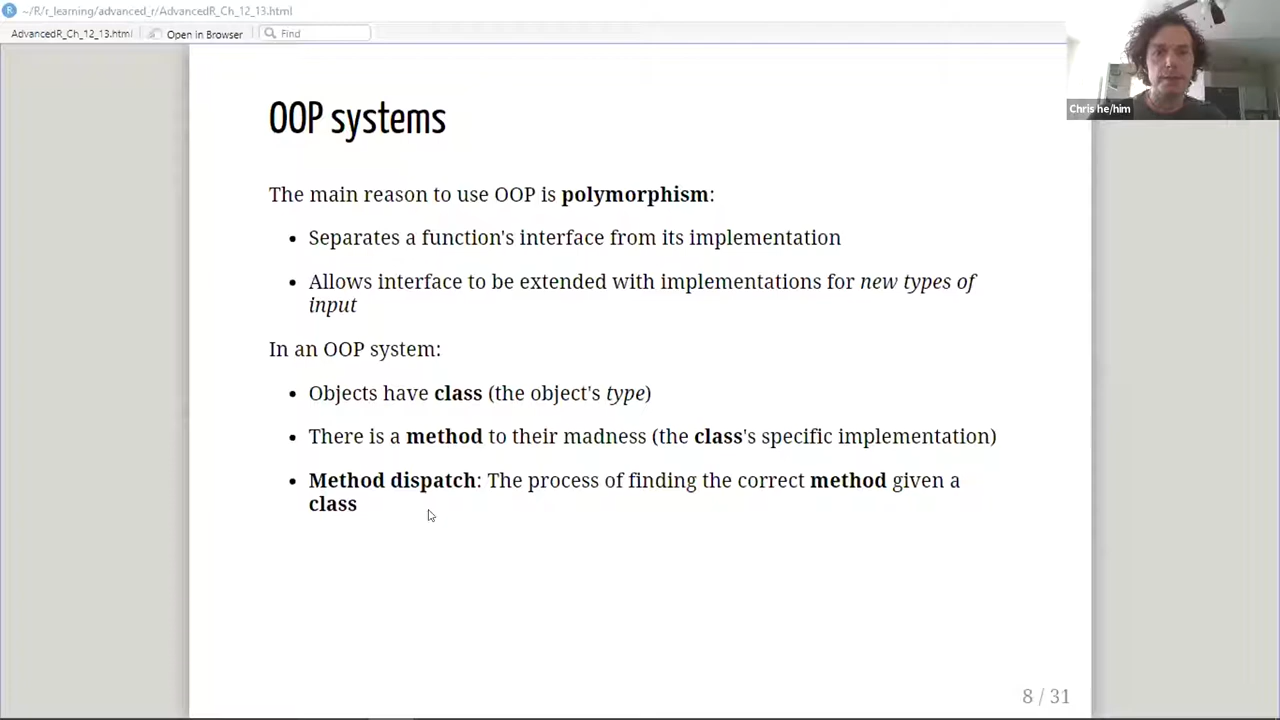 ~/R/r_learning/advanced_r/AdvancedR_Ch_12_13.html
AdvancedR_Ch_12_13.html
Open in Browser
Find
Chris he/him
OOP systems
The main reason to use OOP is polymorphism:
• Separates a function's interface from its implementation
• Allows interface to be extended with implementations for new types of
input
In an OOP system:
• Objects have class (the object's type)
• There is a method to their madness (the class's specific implementation)
• Method dispatch: The process of finding the correct method given a
class
8 / 31